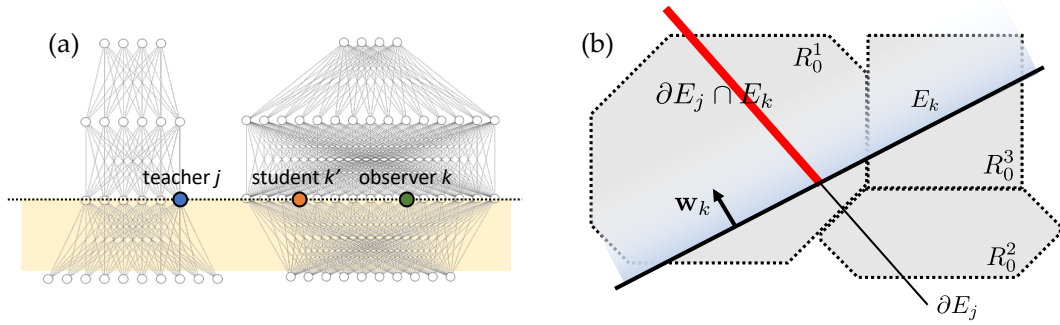 (a)
teacher j
student k'
observer k
(b)
R_0^1
∂E_j ∩ E_k
E_k
R_0^3
w_k
R_0^2
∂E_j